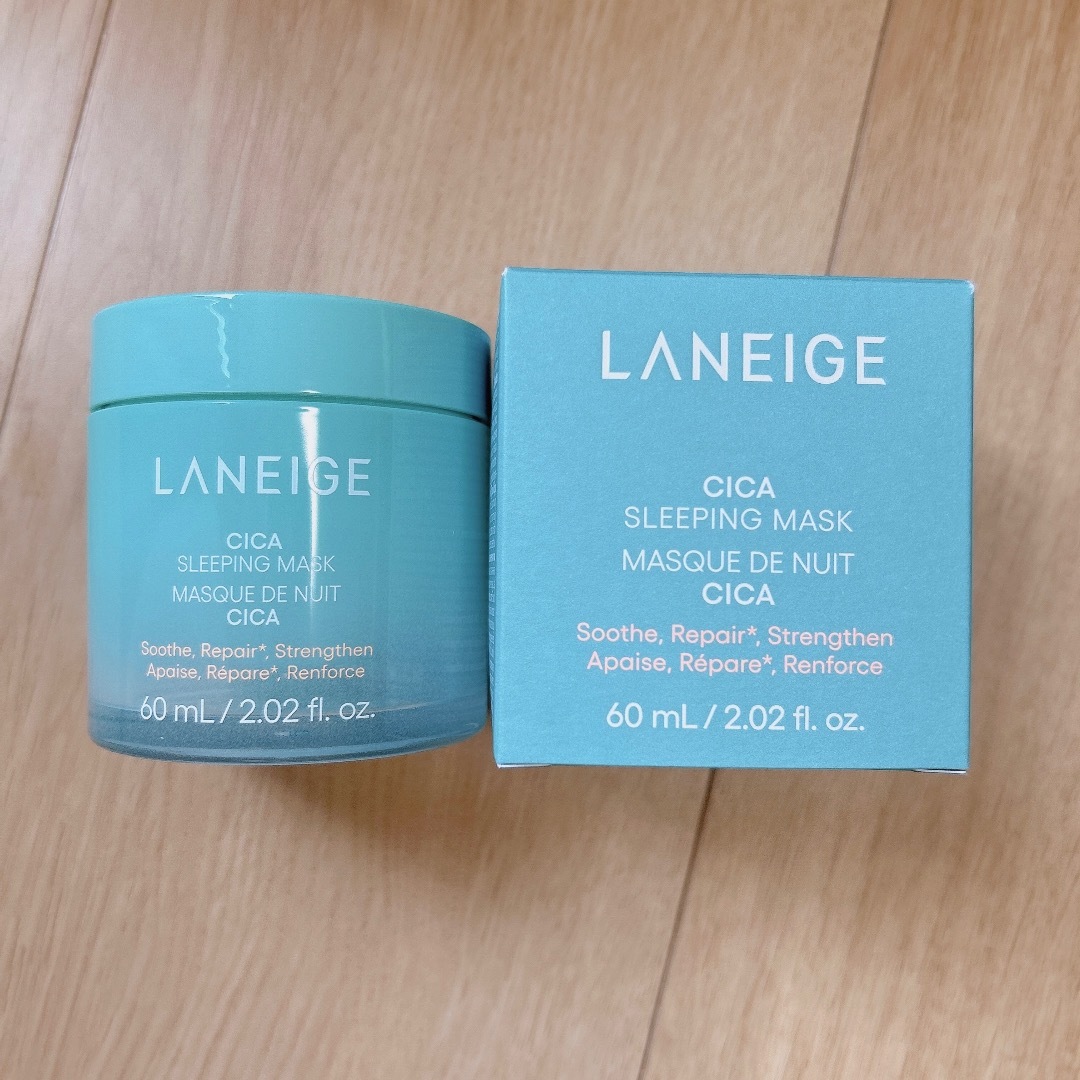 LANEIGE
CICA
SLEEPING MASK
MASQUE DE NUIT
CICA
Soothe, Repair*, Strengthen
Apaise, Répare*, Renforce
60 mL / 2.02 fl. oz.
LANEIGE
CICA
SLEEPING MASK
MASQUE DE NUIT
CICA
Soothe, Repair*, Strengthen
Apaise, Répare*, Renforce
60 mL / 2.02 fl. oz.